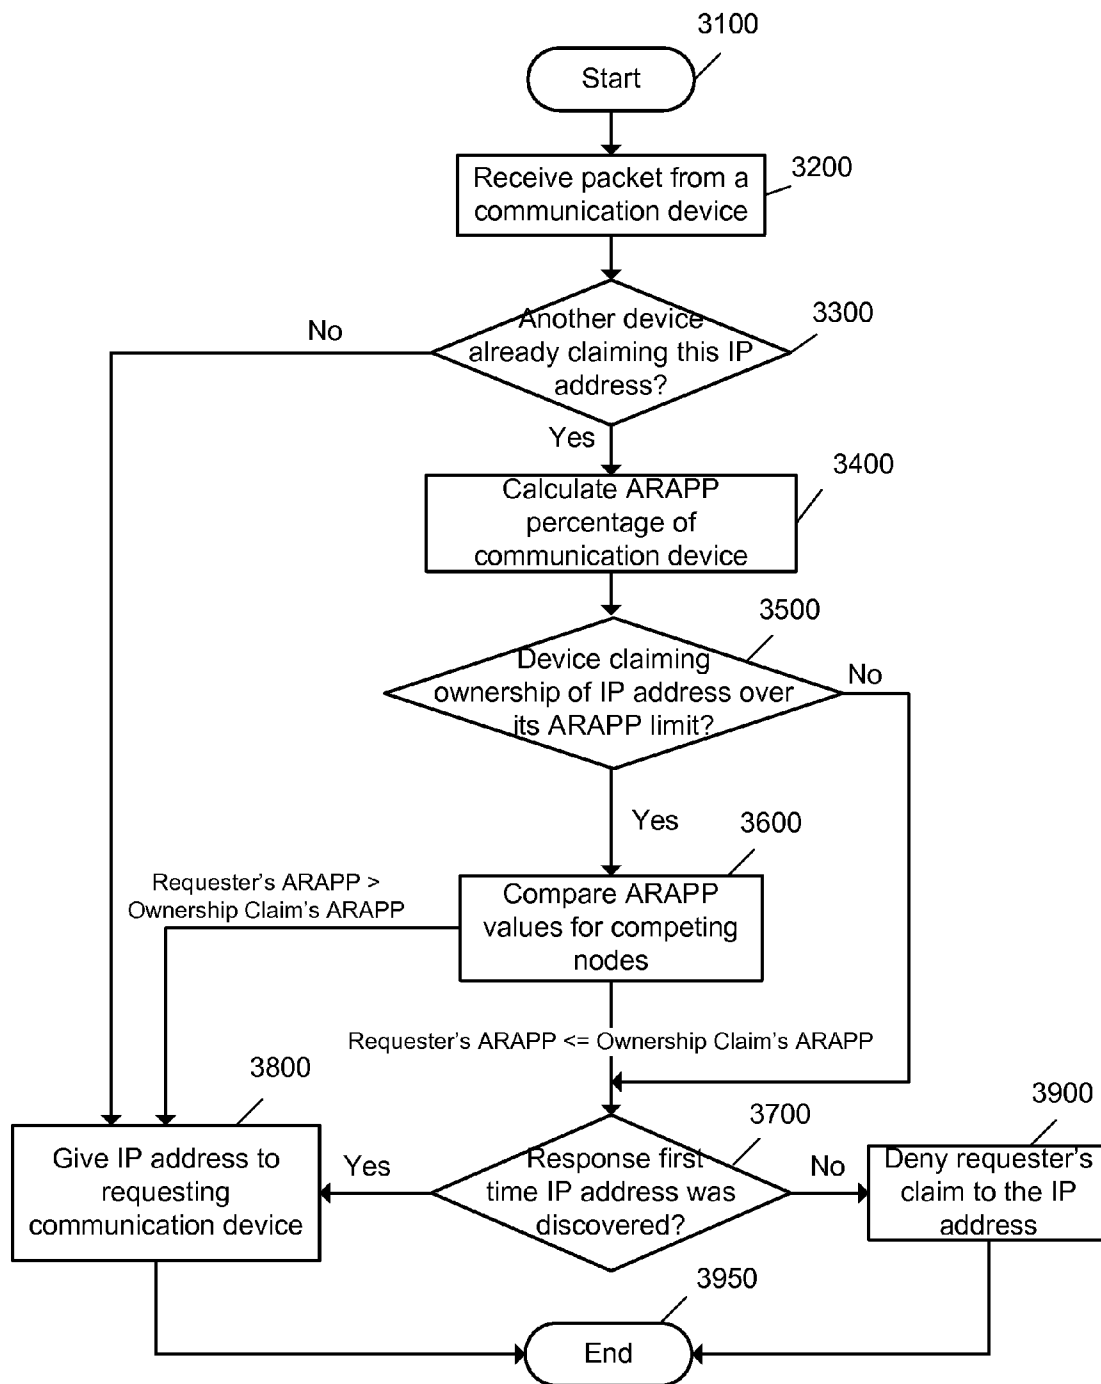 3100
Start
3200
Receive packet from a
communication device
3300
No
Another device
already claiming this IP
address?
Yes
3400
Calculate ARAPP
percentage of
communication device
3500
Device claiming
ownership of IP address over
its ARAPP limit?
No
Yes
3600
Requester's ARAPP >
Ownership Claim's ARAPP
Compare ARAPP
values for competing
nodes
Requester's ARAPP <= Ownership Claim's ARAPP
3800
3700
3900
Give IP address to
requesting
communication device
Yes
Response first
time IP address was
discovered?
No
Deny requester's
claim to the IP
address
3950
End